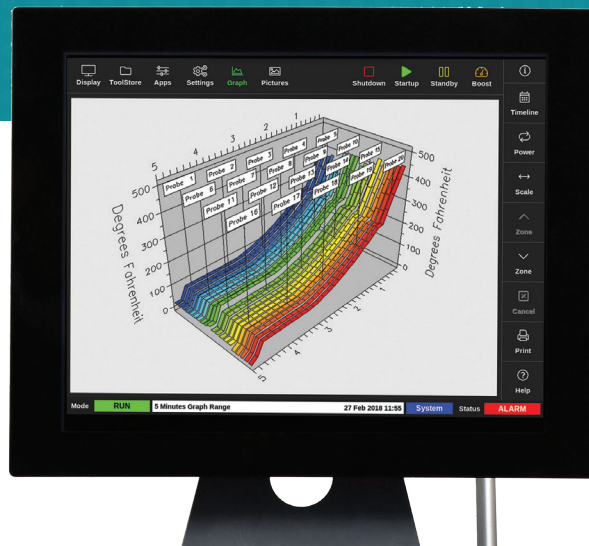 Display ToolStore Apps Settings Graph Pictures Shutdown Startup Standby Boost
Timeline
Power
Scale
Zone
Zone
Cancel
Print
Help
5 4 3 2 1
Probe 1 Probe 2 Probe 3 Probe 4 Probe 5
Probe 6 Probe 7 Probe 8 Probe 9 Probe 10
Probe 11 Probe 12 Probe 13 Probe 14 Probe 15
Probe 16 Probe 17 Probe 18 Probe 19 Probe 20
500
400
300
200
100
0
Degrees Fahrenheit
500
400
300
200
100
0
Degrees Fahrenheit
5 4 3 2 1
Mode RUN 5 Minutes Graph Range 27 Feb 2018 11:55 System Status ALARM